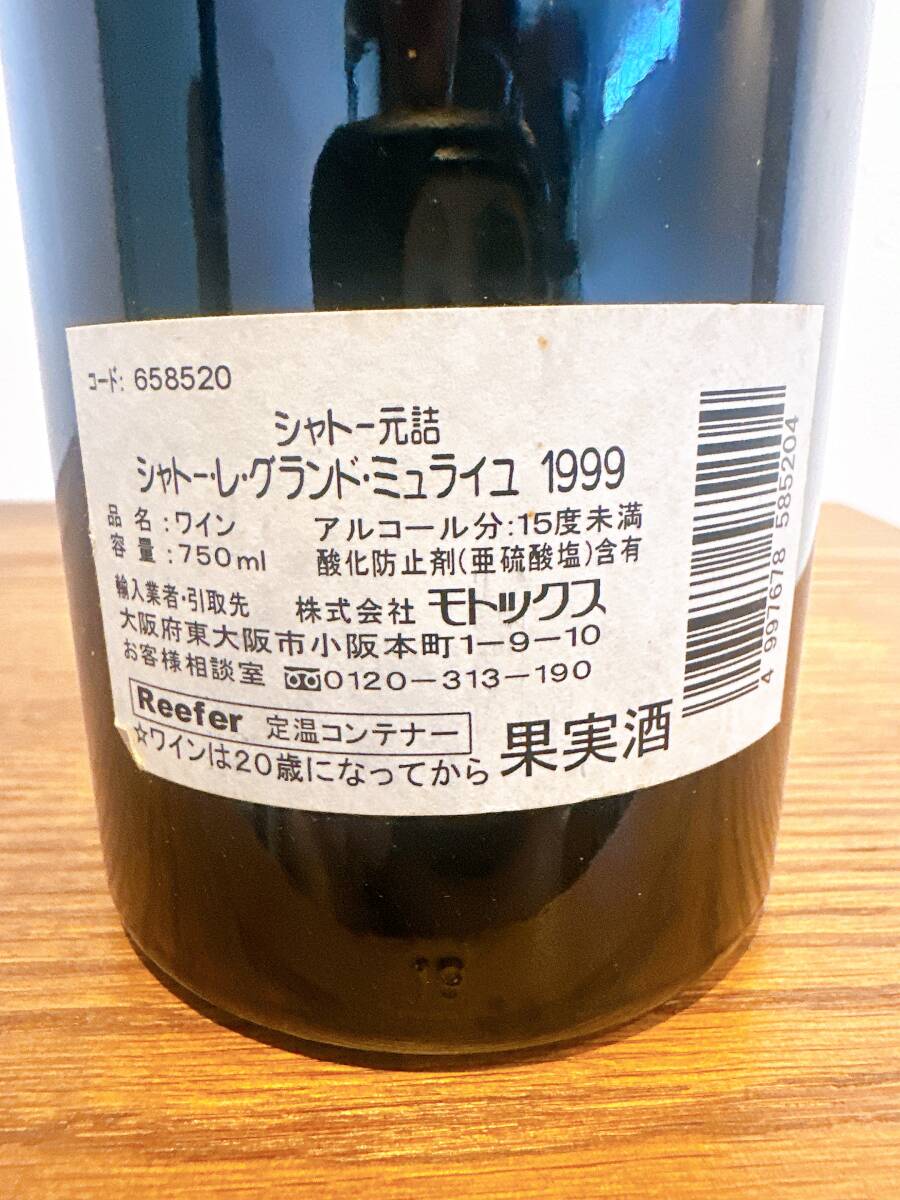 コード: 658520
シャトー元詰
シャトー・レ・グランド・ミュライユ 1999
品名:ワイン アルコール分:15度未満
容量:750ml 酸化防止剤(亜硫酸塩)含有
輸入業者・引取先 株式会社 モトックス
大阪府東大阪市小阪本町1-9-10
お客様相談室 0120-313-190
Reefer 定温コンテナー
☆ワインは20歳になってから 果実酒
4 997678 585204
19